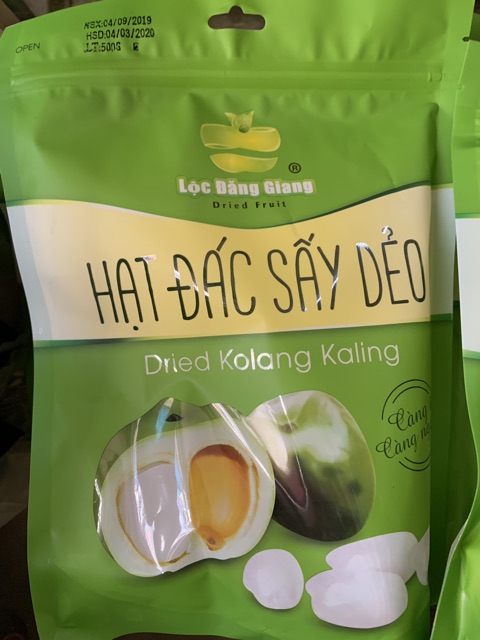 OPEN
NSX:04/09/2019
HSD:04/03/2020
LT:500S
Lộc Đăng Giang ®
Dried Fruit
HẠT ĐÁC SẤY DẺO
Dried Kolang Kaling
Càng
Càng